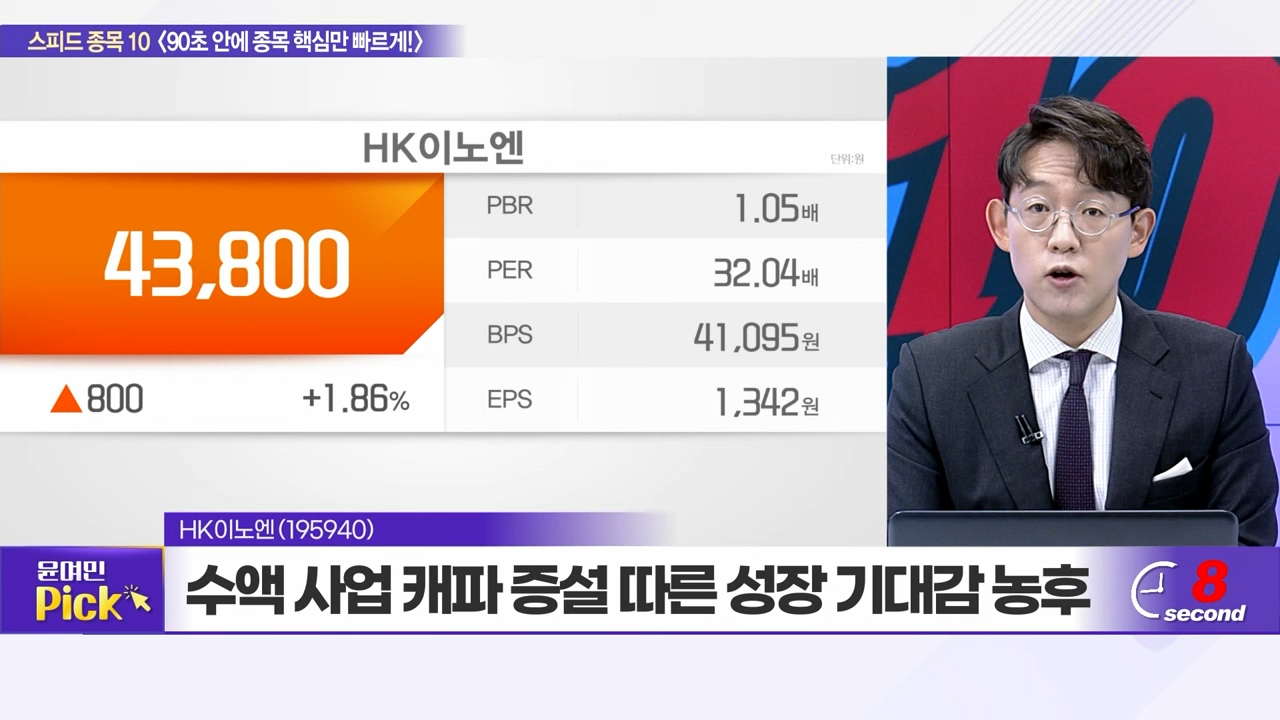 스피드 종목 10 <90초 안에 종목 핵심만 빠르게!>
HK이노엔
단위:원
43,800
▲800 +1.86%
PBR 1.05배
PER 32.04배
BPS 41,095원
EPS 1,342원
10
HK이노엔(195940)
윤여민
Pick
수액 사업 캐파 증설 따른 성장 기대감 농후
8
second